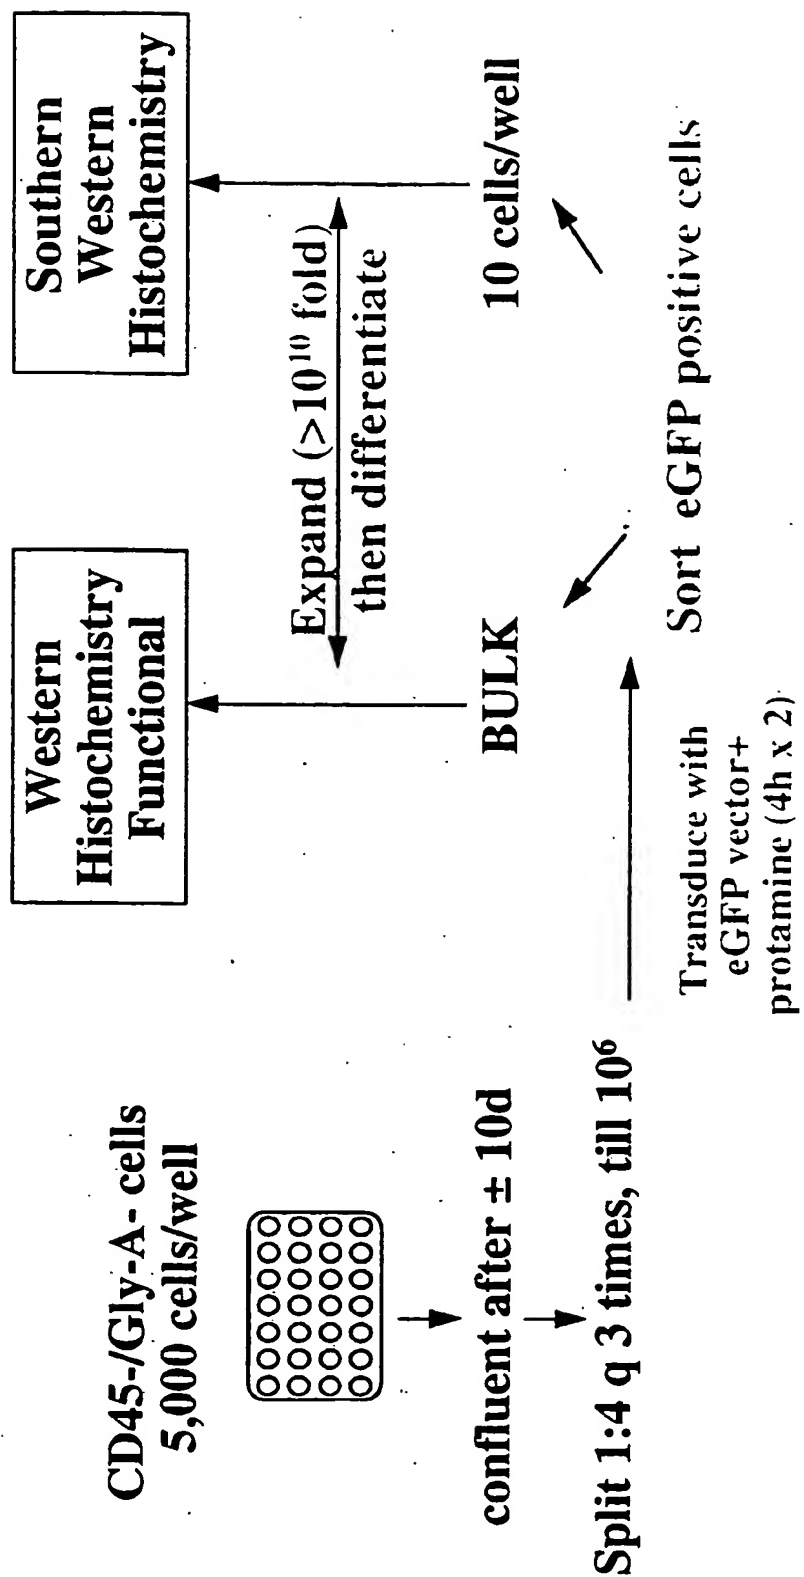 CD45-/Gly-A- cells
5,000 cells/well
confluent after ± 10d
Split 1:4 q 3 times, till 10⁶
Transduce with
eGFP vector+
protamine (4h x 2)
Sort eGFP positive cells
BULK
10 cells/well
Expand (>10¹⁰ fold)
then differentiate
Western
Histochemistry
Functional
Southern
Western
Histochemistry